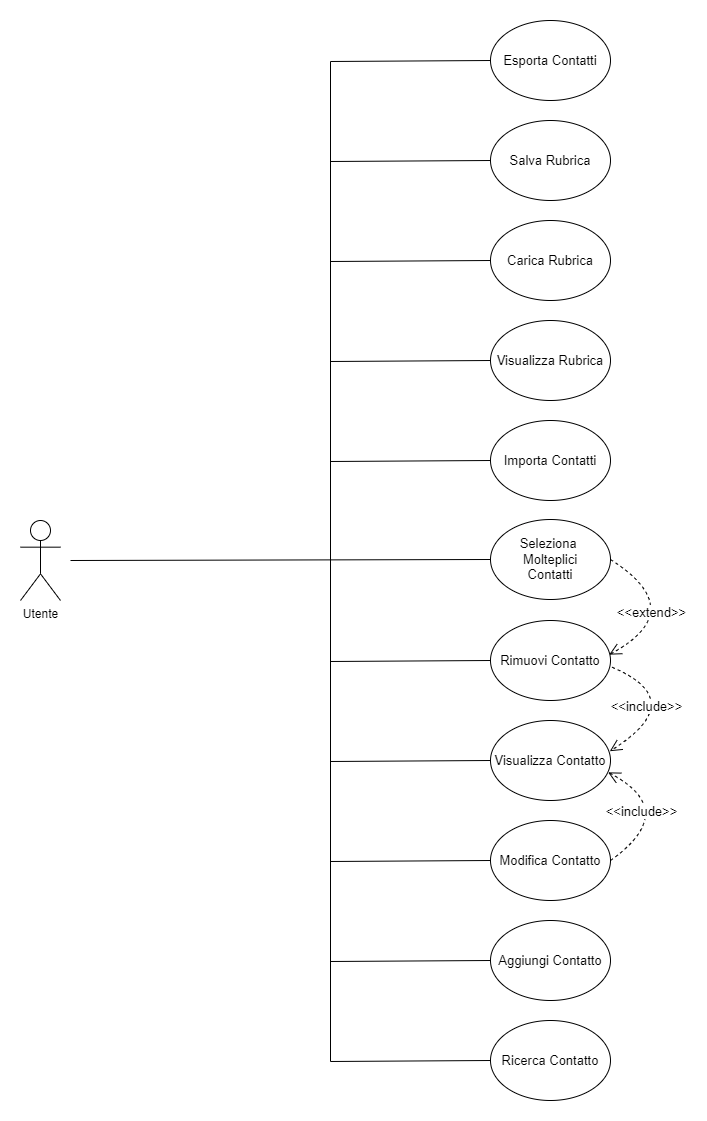 Esporta Contatti
Salva Rubrica
Carica Rubrica
Visualizza Rubrica
Importa Contatti
Seleziona
Molteplici
Contatti
Utente
<<extend>>
Rimuovi Contatto
<<include>>
Visualizza Contatto
<<include>>
Modifica Contatto
Aggiungi Contatto
Ricerca Contatto